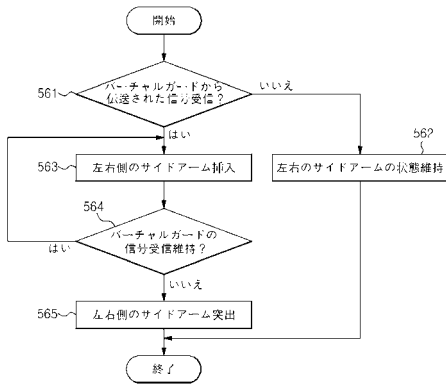 開始
バーチャルガードから
伝送された信号受信？
561
いいえ
はい
562
563
左右側のサイドアーム挿入
左右のサイドアームの状態維持
564
バーチャルガードの
信号受信維持？
はい
いいえ
565
左右側のサイドアーム突出
終了